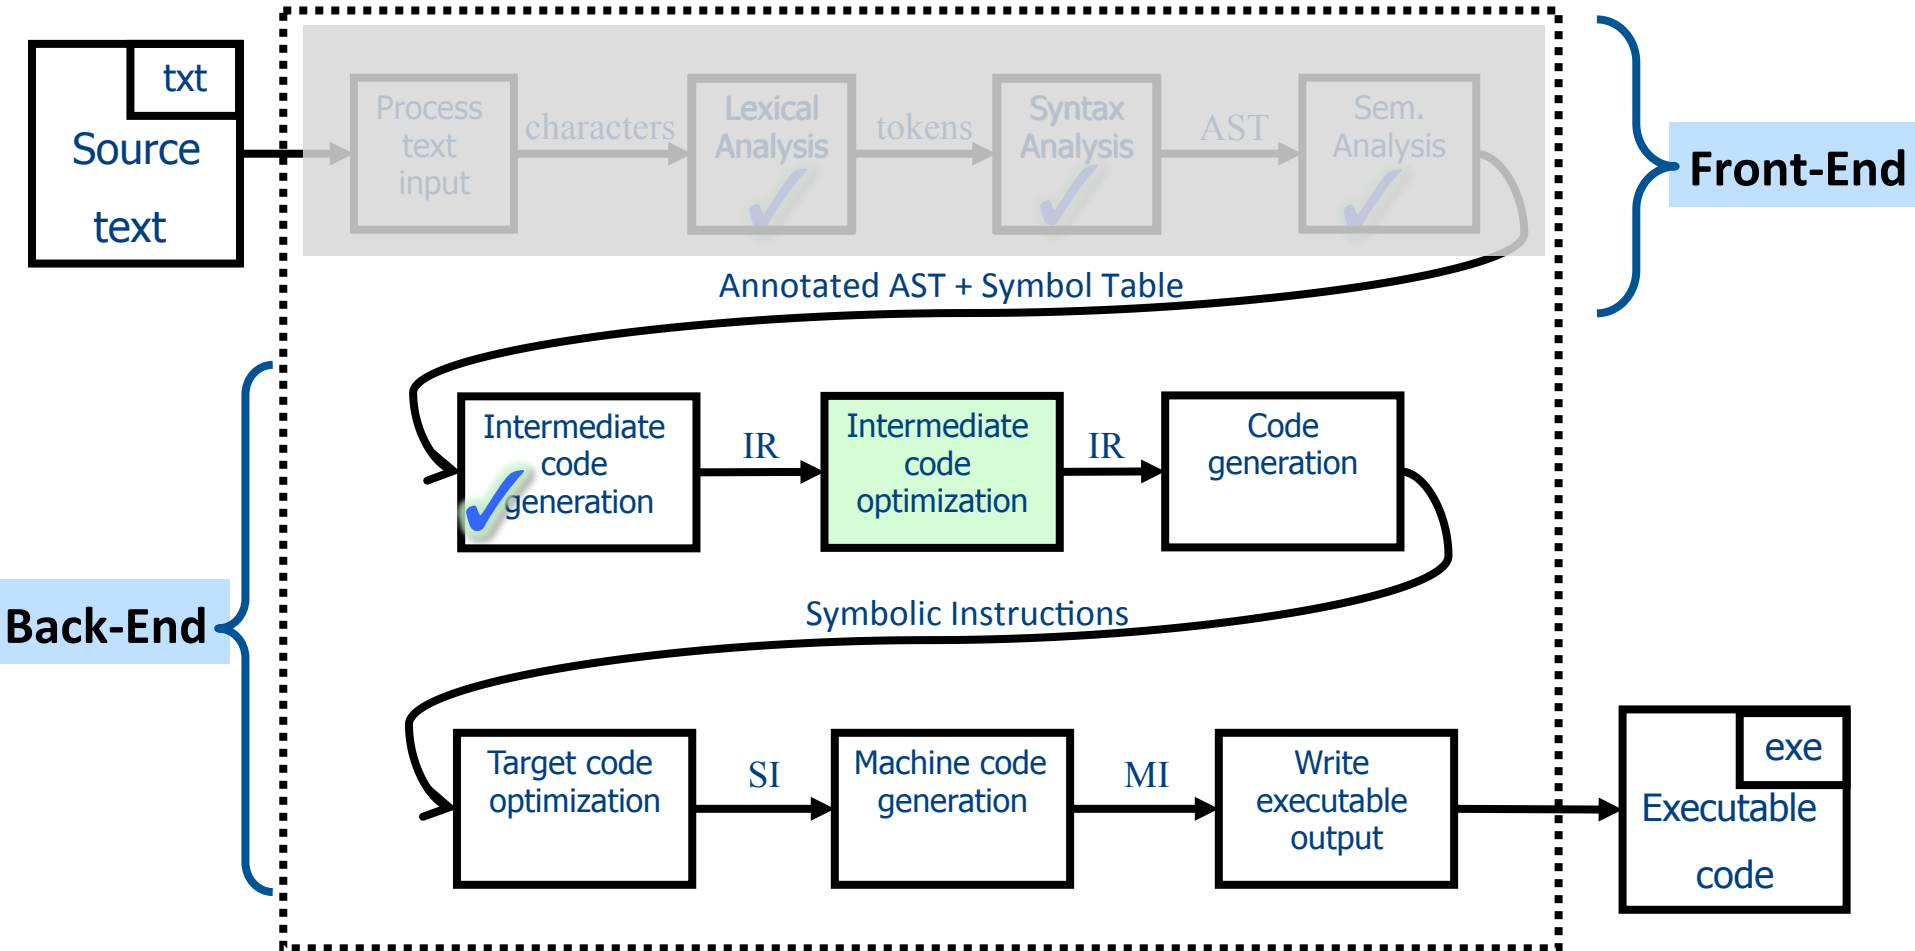 txt
Source
text
Process
text
input
characters
Lexical
Analysis
tokens
Syntax
Analysis
AST
Sem.
Analysis
Front-End
Annotated AST + Symbol Table
Intermediate
code
generation
IR
Intermediate
code
optimization
IR
Code
generation
Back-End
Symbolic Instructions
Target code
optimization
SI
Machine code
generation
MI
Write
executable
output
exe
Executable
code